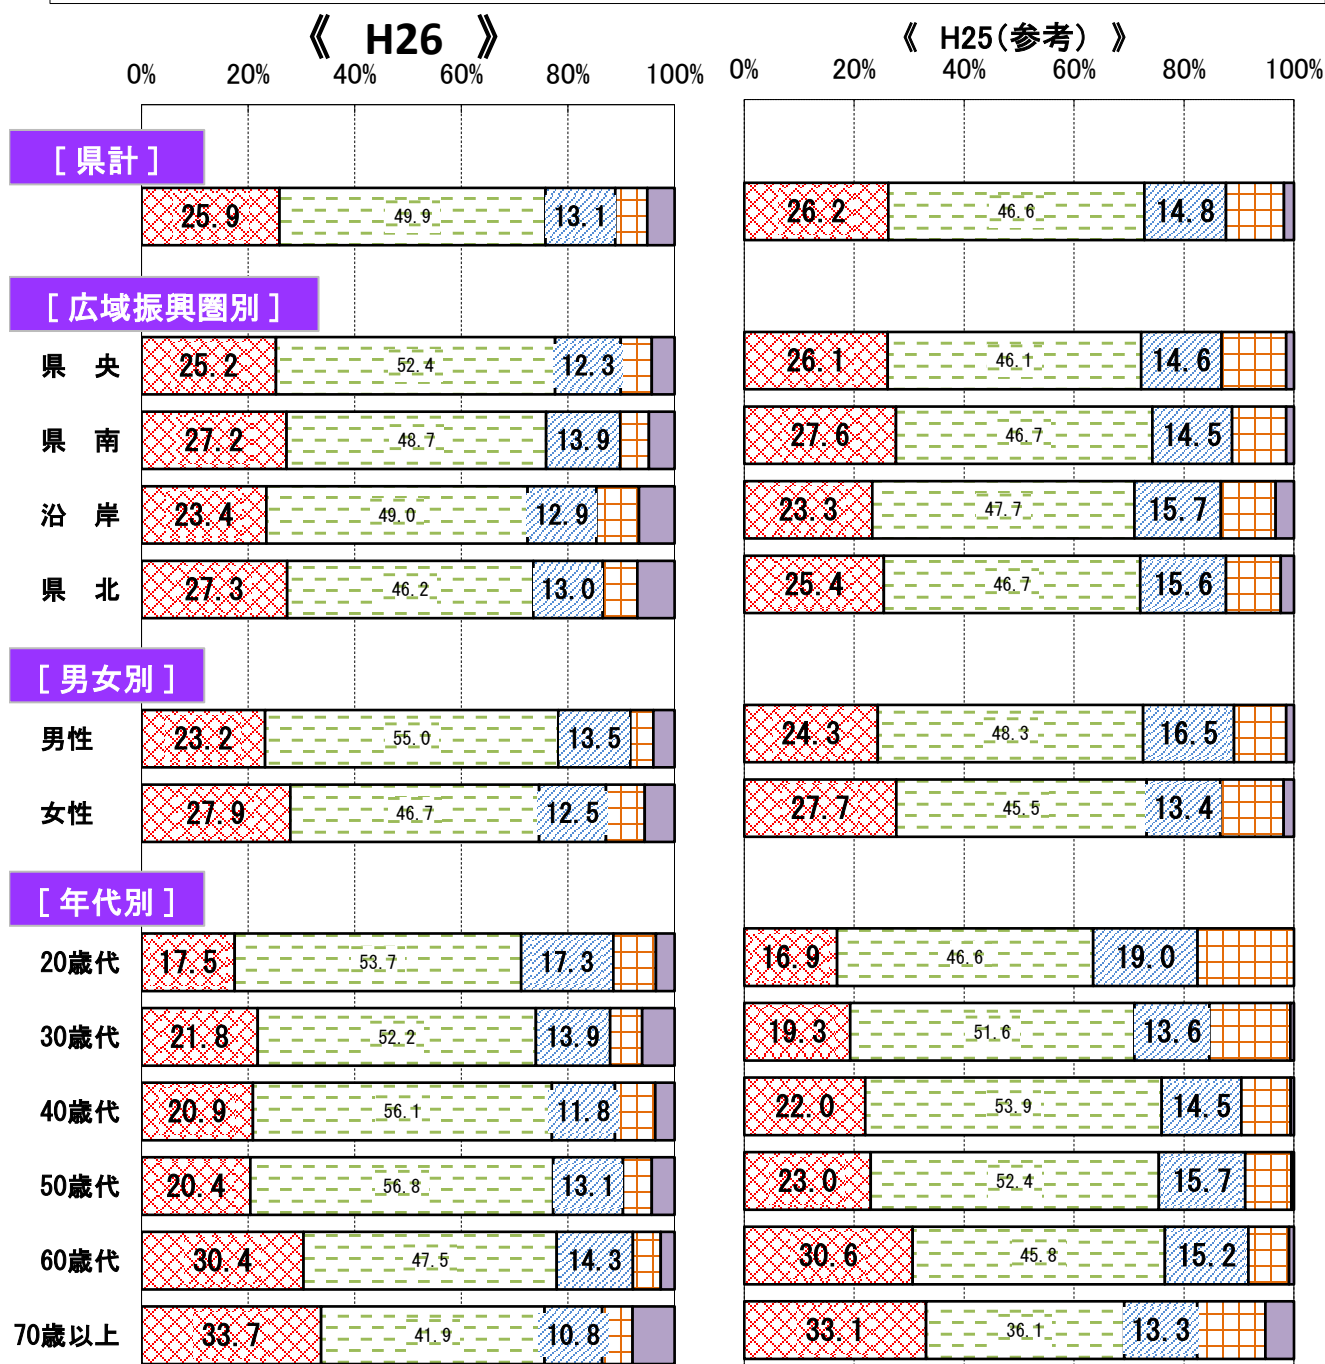 《 H26 》 《 H25(参考) 》
0% 20% 40% 60% 80% 100% 0% 20% 40% 60% 80% 100%
[ 県計 ]
25.9 49.9 13.1 26.2 46.6 14.8
[ 広域振興圏別 ]
県 央 25.2 52.4 12.3 26.1 46.1 14.6
県 南 27.2 48.7 13.9 27.6 46.7 14.5
沿 岸 23.4 49.0 12.9 23.3 47.7 15.7
県 北 27.3 46.2 13.0 25.4 46.7 15.6
[ 男女別 ]
男性 23.2 55.0 13.5 24.3 48.3 16.5
女性 27.9 46.7 12.5 27.7 45.5 13.4
[ 年代別 ]
20歳代 17.5 53.7 17.3 16.9 46.6 19.0
30歳代 21.8 52.2 13.9 19.3 51.6 13.6
40歳代 20.9 56.1 11.8 22.0 53.9 14.5
50歳代 20.4 56.8 13.1 23.0 52.4 15.7
60歳代 30.4 47.5 14.3 30.6 45.8 15.2
70歳以上 33.7 41.9 10.8 33.1 36.1 13.3